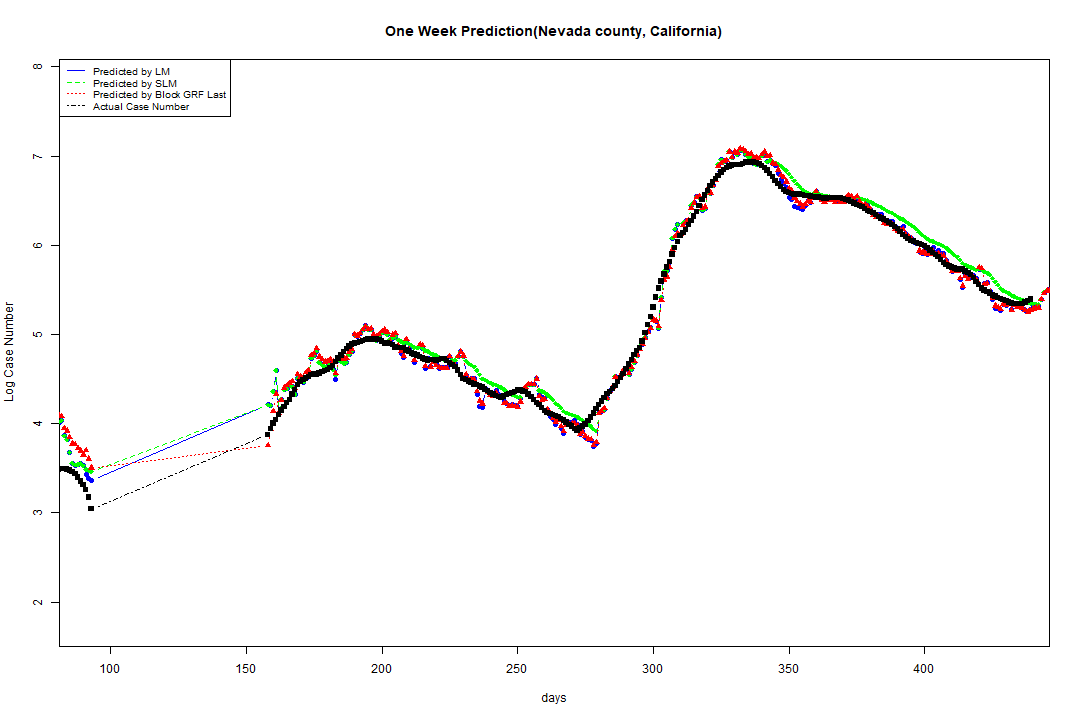 One Week Prediction(Nevada county, California)
Predicted by LM
Predicted by SLM
Predicted by Block GRF Last
Actual Case Number
Log Case Number
8
7
6
5
4
3
2
100 150 200 250 300 350 400
days